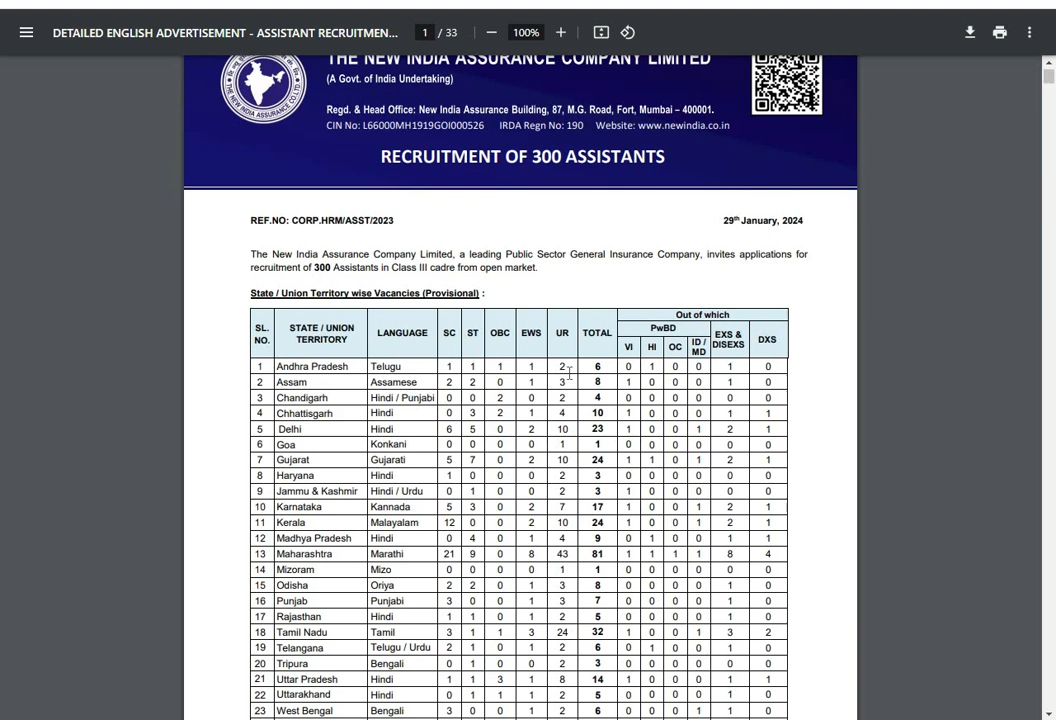 DETAILED ENGLISH ADVERTISEMENT - ASSISTANT RECRUITMEN... 1 / 33 100%
THE NEW INDIA ASSURANCE COMPANY LIMITED
(A Govt. of India Undertaking)
Regd. & Head Office: New India Assurance Building, 87, M.G. Road, Fort, Mumbai – 400001.
CIN No: L66000MH1919GOI000526 IRDA Regn No: 190 Website: www.newindia.co.in
RECRUITMENT OF 300 ASSISTANTS
REF.NO: CORP.HRM/ASST/2023 29th January, 2024
The New India Assurance Company Limited, a leading Public Sector General Insurance Company, invites applications for
recruitment of 300 Assistants in Class III cadre from open market.
State / Union Territory wise Vacancies (Provisional) :
SL. NO. STATE / UNION TERRITORY LANGUAGE SC ST OBC EWS UR TOTAL Out of which
PwBD EXS & DISEXS DXS
VI HI OC ID / MD
1 Andhra Pradesh Telugu 1 1 1 1 2 6 0 1 0 0 1 0
2 Assam Assamese 2 2 0 1 3 8 1 0 0 0 1 0
3 Chandigarh Hindi / Punjabi 0 0 2 0 2 4 0 0 0 0 0 0
4 Chhattisgarh Hindi 0 3 2 1 4 10 1 0 0 0 1 1
5 Delhi Hindi 6 5 0 2 10 23 1 0 0 1 2 1
6 Goa Konkani 0 0 0 0 1 1 0 0 0 0 0 0
7 Gujarat Gujarati 5 7 0 2 10 24 1 1 0 1 2 1
8 Haryana Hindi 1 0 0 0 2 3 0 0 0 0 0 0
9 Jammu & Kashmir Hindi / Urdu 0 1 0 0 2 3 1 0 0 0 0 0
10 Karnataka Kannada 5 3 0 2 7 17 1 0 0 1 2 1
11 Kerala Malayalam 12 0 0 2 10 24 1 0 0 1 2 1
12 Madhya Pradesh Hindi 0 4 0 1 4 9 0 1 0 0 1 1
13 Maharashtra Marathi 21 9 0 8 43 81 1 1 1 1 8 4
14 Mizoram Mizo 0 0 0 0 1 1 0 0 0 0 0 0
15 Odisha Oriya 2 2 0 1 3 8 0 0 0 0 1 0
16 Punjab Punjabi 3 0 0 1 3 7 0 0 0 0 1 0
17 Rajasthan Hindi 1 1 0 1 2 5 0 0 0 0 1 0
18 Tamil Nadu Tamil 3 1 1 3 24 32 1 0 0 1 3 2
19 Telangana Telugu / Urdu 2 1 0 1 2 6 0 1 0 0 1 0
20 Tripura Bengali 0 1 0 0 2 3 0 0 0 0 0 0
21 Uttar Pradesh Hindi 1 1 3 1 8 14 1 0 0 0 1 1
22 Uttarakhand Hindi 0 1 1 1 2 5 0 0 0 0 1 0
23 West Bengal Bengali 3 0 0 1 2 6 0 0 0 1 1 0